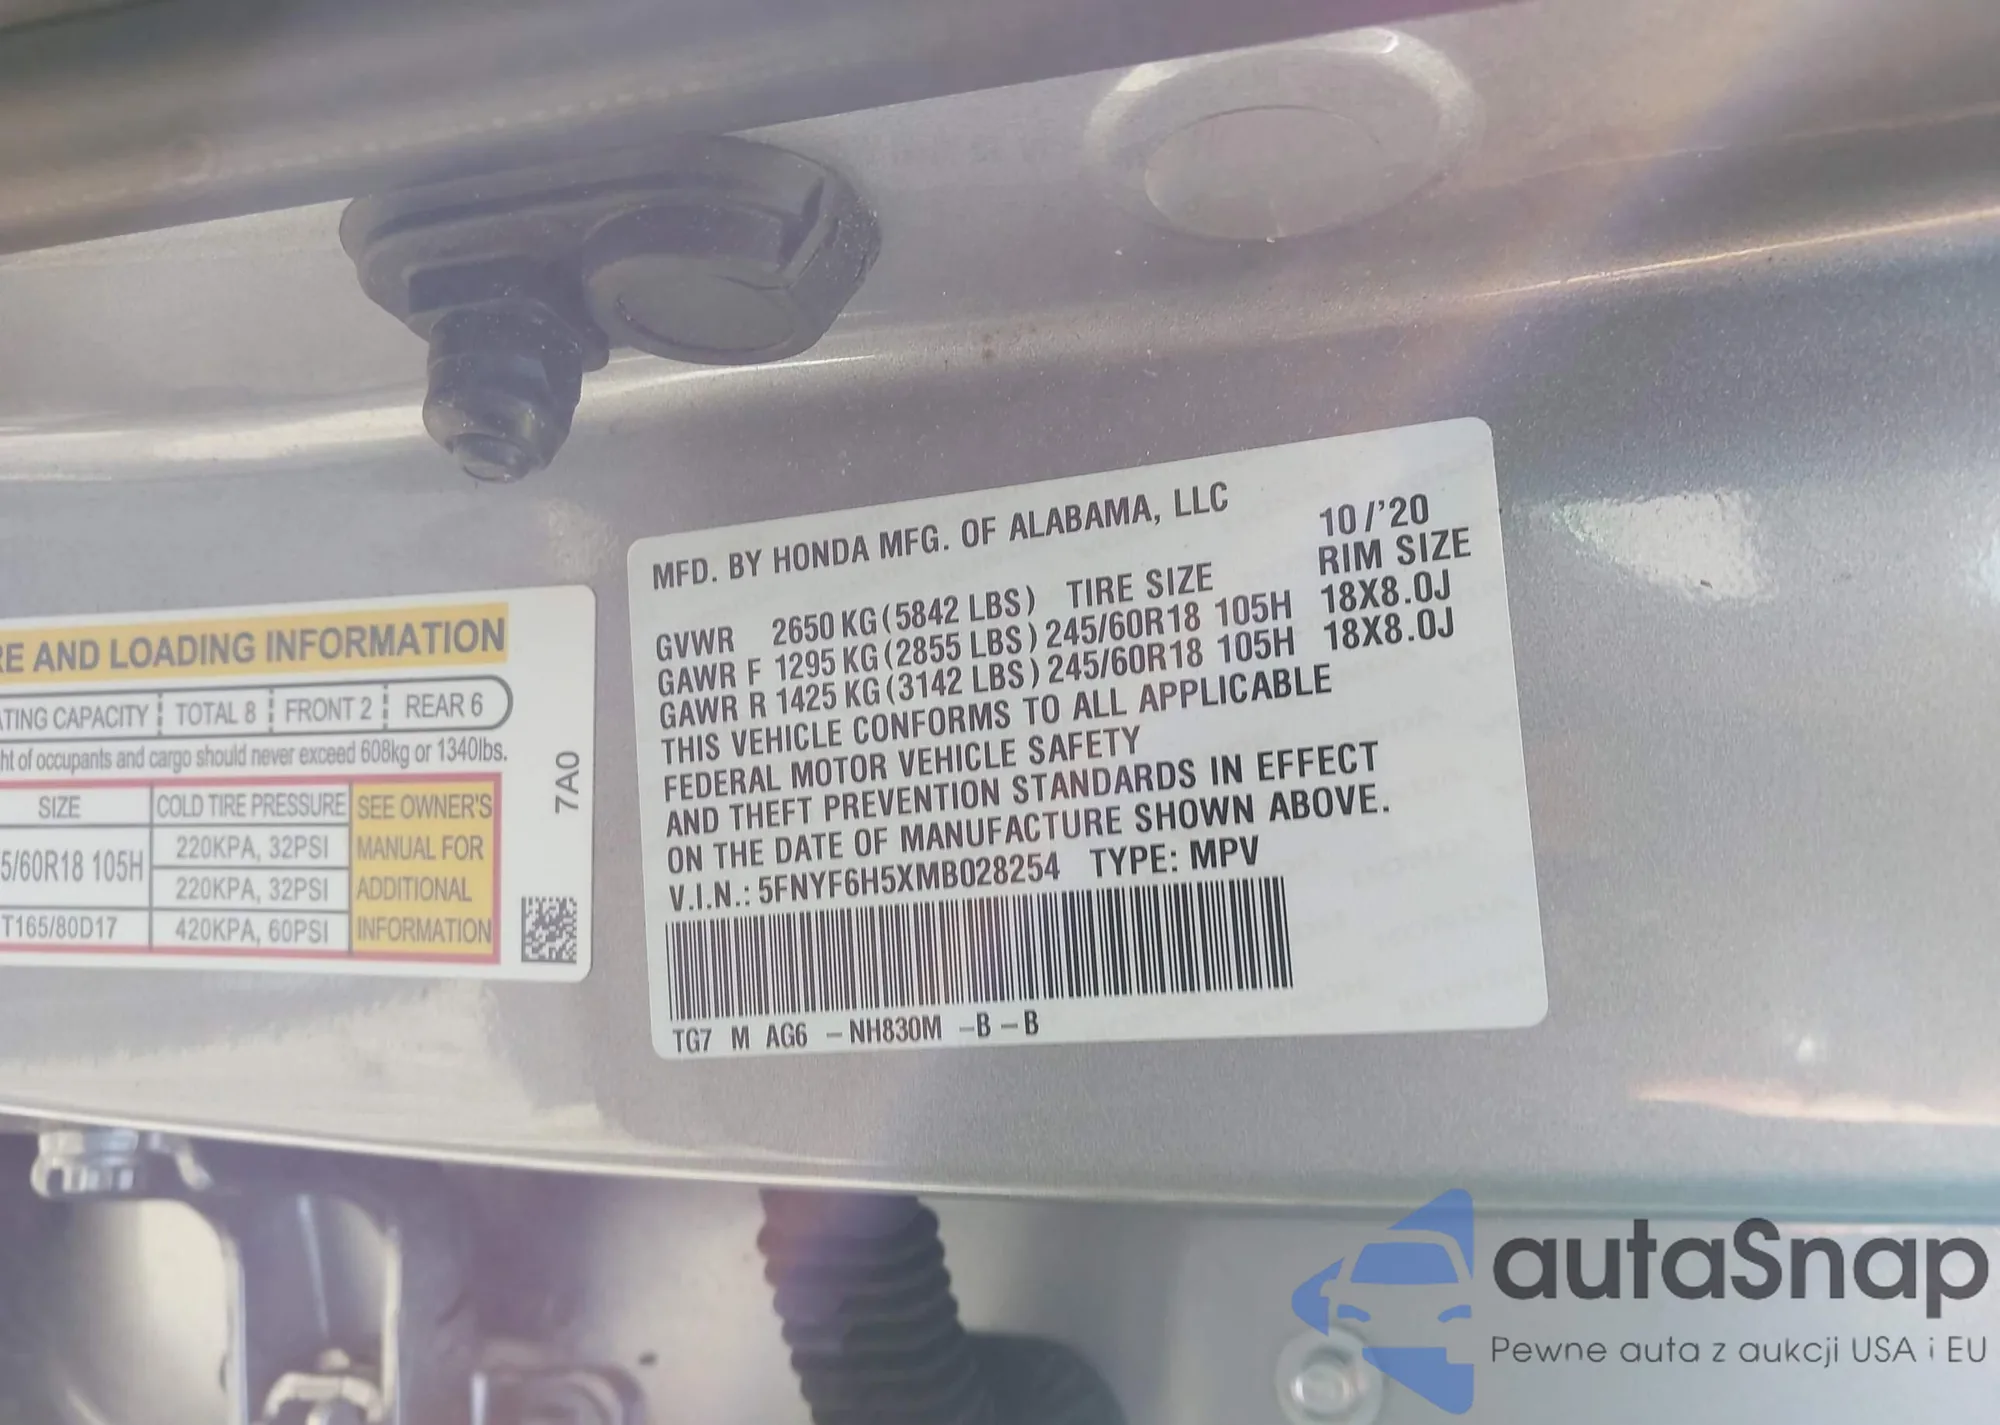 RE AND LOADING INFORMATION
ATING CAPACITY TOTAL 8 FRONT 2 REAR 6
ht of occupants and cargo should never exceed 608kg or 1340lbs.
SIZE COLD TIRE PRESSURE SEE OWNER'S
MANUAL FOR
ADDITIONAL
INFORMATION
5/60R18 105H 220KPA, 32PSI
220KPA, 32PSI
T165/80D17 420KPA, 60PSI
7A0
MFD. BY HONDA MFG. OF ALABAMA, LLC 10/'20
GVWR 2650 KG (5842 LBS) TIRE SIZE RIM SIZE
GAWR F 1295 KG (2855 LBS) 245/60R18 105H 18X8.0J
GAWR R 1425 KG (3142 LBS) 245/60R18 105H 18X8.0J
THIS VEHICLE CONFORMS TO ALL APPLICABLE
FEDERAL MOTOR VEHICLE SAFETY
AND THEFT PREVENTION STANDARDS IN EFFECT
ON THE DATE OF MANUFACTURE SHOWN ABOVE.
V.I.N.: 5FNYF6H5XMB028254 TYPE: MPV
TG7 M AG6 – NH830M – B – B
autaSnap
Pewne auta z aukcji USA i EU